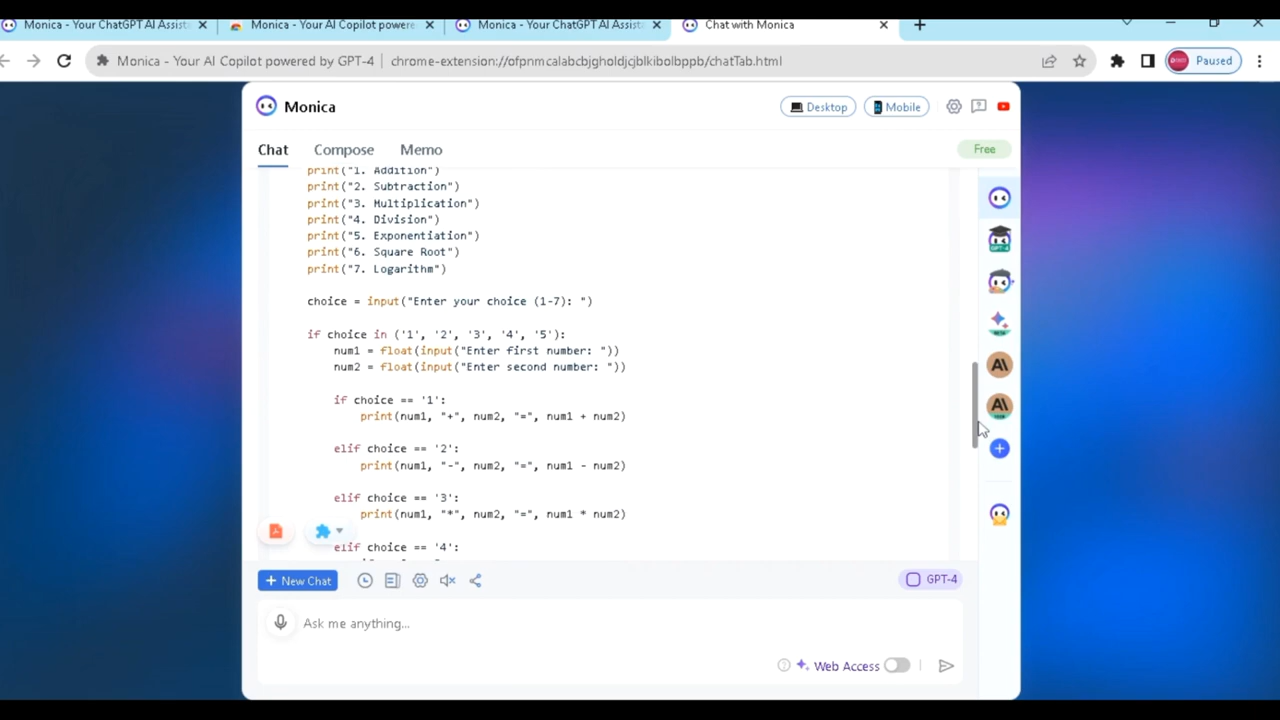 Monica - Your ChatGPT AI Assist
Monica - Your AI Copilot powere
Monica - Your ChatGPT AI Assist
Chat with Monica
Monica - Your AI Copilot powered by GPT-4
chrome-extension://ofpnmcalabcbjgholdjcjblkibolbppb/chatTab.html
Paused
Monica
Desktop
Mobile
Chat
Compose
Memo
Free
print("1. Addition")
print("2. Subtraction")
print("3. Multiplication")
print("4. Division")
print("5. Exponentiation")
print("6. Square Root")
print("7. Logarithm")
choice = input("Enter your choice (1-7): ")
if choice in ('1', '2', '3', '4', '5'):
num1 = float(input("Enter first number: "))
num2 = float(input("Enter second number: "))
if choice == '1':
print(num1, "+", num2, "=", num1 + num2)
elif choice == '2':
print(num1, "-", num2, "=", num1 - num2)
elif choice == '3':
print(num1, "*", num2, "=", num1 * num2)
elif choice == '4':
GPT-4
AI
AI
+ New Chat
GPT-4
Ask me anything...
Web Access